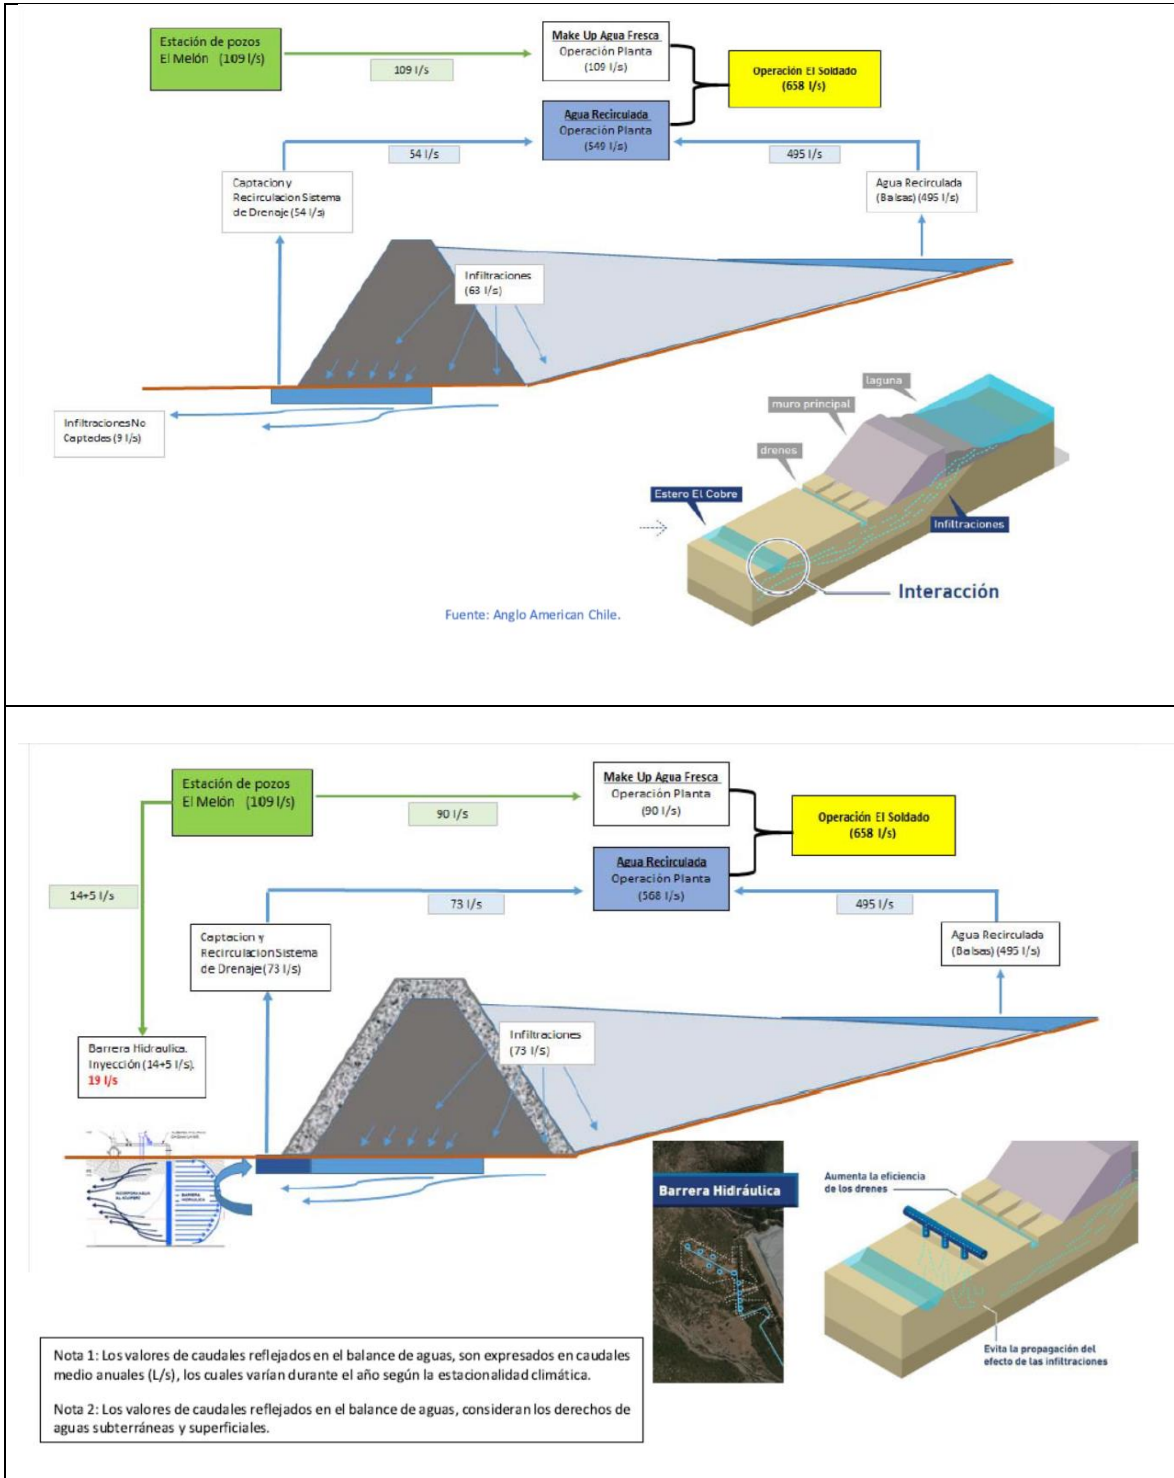 Estación de pozos
El Melón (109 l/s)
109 l/s
Make Up Agua Fresca
Operación Planta
(109 l/s)
Operación El Soldado
(658 l/s)
Agua Recirculada
Operación Planta
(549 l/s)
54 l/s
495 l/s
Captacion y
Recirculacion Sistema
de Drenaje (54 l/s)
Agua Recirculada
(Balsas) (495 l/s)
Infiltraciones
(63 l/s)
Infiltraciones No
Captadas (9 l/s)
laguna
muro principal
drenes
Estero El Cobre
Infiltraciones
Interacción
Fuente: Anglo American Chile.
Estación de pozos
El Melón (109 l/s)
90 l/s
Make Up Agua Fresca
Operación Planta
(90 l/s)
Operación El Soldado
(658 l/s)
Agua Recirculada
Operación Planta
(568 l/s)
14+5 l/s
73 l/s
495 l/s
Captacion y
Recirculacion Sistema
de Drenaje (73 l/s)
Agua Recirculada
(Balsas) (495 l/s)
Infiltraciones
(73 l/s)
Barrera Hidraulica.
Inyección (14+5 l/s).
19 l/s
BARRERA
HIDRÁULICA
Barrera Hidráulica
Aumenta la eficiencia
de los drenes
Evita la propagación del
efecto de las infiltraciones
Nota 1: Los valores de caudales reflejados en el balance de aguas, son expresados en caudales
medio anuales (L/s), los cuales varían durante el año según la estacionalidad climática.
Nota 2: Los valores de caudales reflejados en el balance de aguas, consideran los derechos de
aguas subterráneas y superficiales.